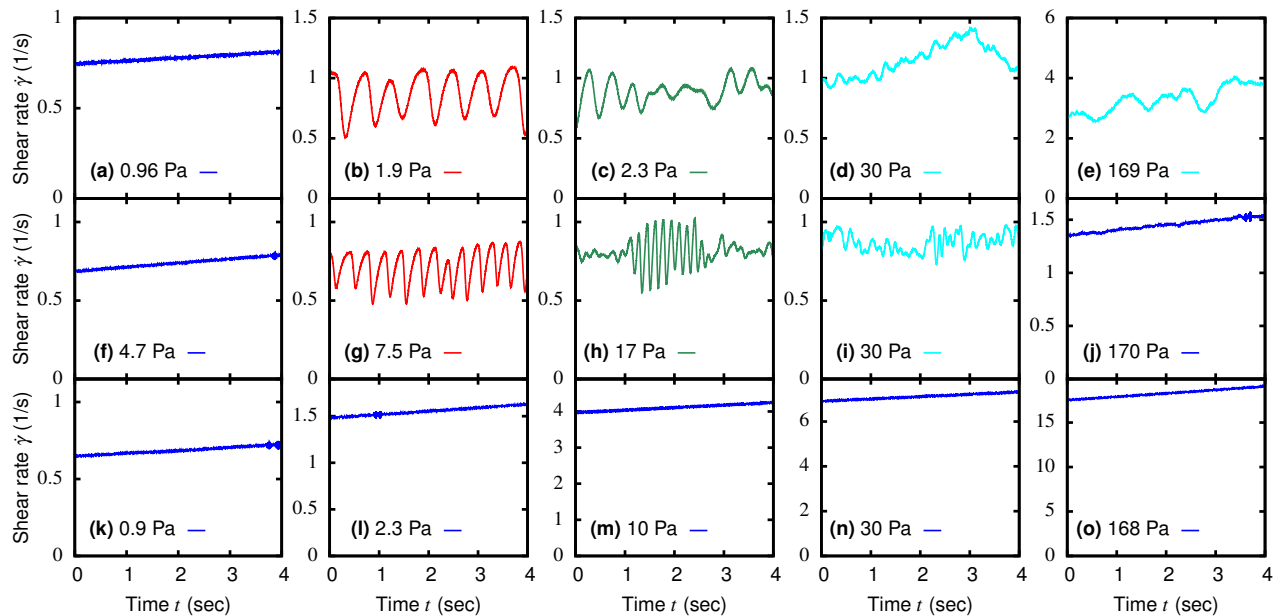 Shear rate γ̇ (1/s)
1
0.5
0
(a) 0.96 Pa
1.5
1
0.5
0
(b) 1.9 Pa
1.5
1
0.5
0
(c) 2.3 Pa
1.5
1
0.5
0
(d) 30 Pa
6
4
2
0
(e) 169 Pa
Shear rate γ̇ (1/s)
1
0.5
0
(f) 4.7 Pa
1
0.5
0
(g) 7.5 Pa
1
0.5
0
(h) 17 Pa
1
0.5
0
(i) 30 Pa
1.5
1
0.5
0
(j) 170 Pa
Shear rate γ̇ (1/s)
1
0.5
0
0 1 2 3 4
(k) 0.9 Pa
Time t (sec)
1.5
1
0.5
0
0 1 2 3 4
(l) 2.3 Pa
Time t (sec)
4
3
2
1
0
0 1 2 3 4
(m) 10 Pa
Time t (sec)
6
4
2
0
0 1 2 3 4
(n) 30 Pa
Time t (sec)
15
10
5
0
0 1 2 3 4
(o) 168 Pa
Time t (sec)